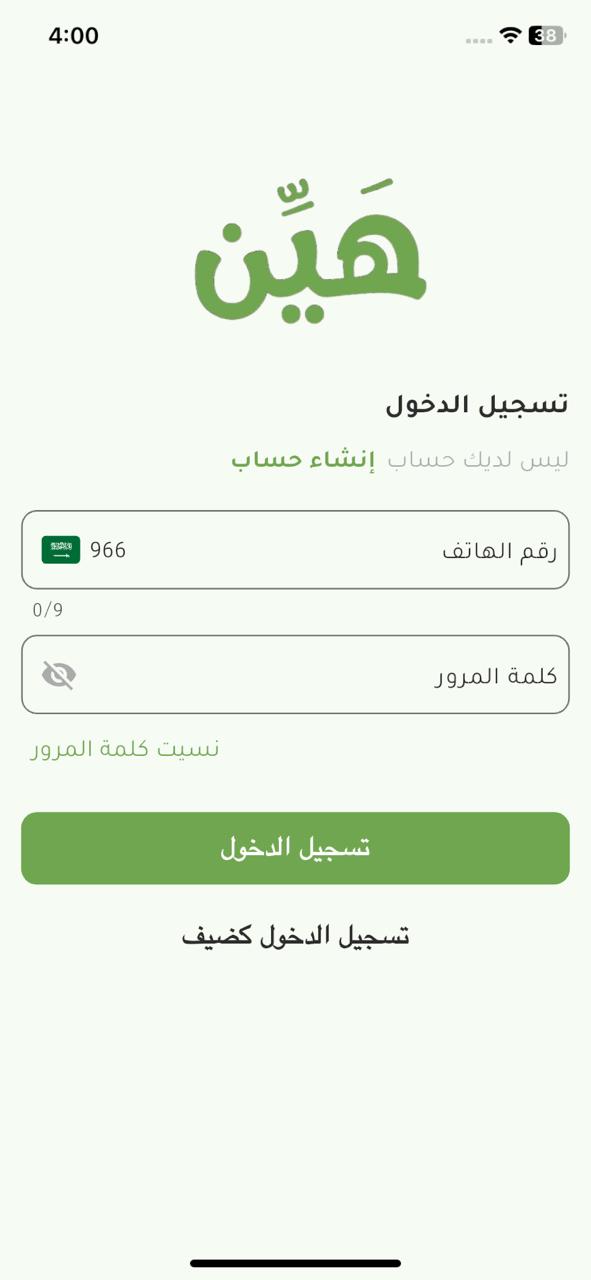 4:00
38
هَيِّن
تسجيل الدخول
ليس لديك حساب إنشاء حساب
رقم الهاتف 966
0/9
كلمة المرور
نسيت كلمة المرور
تسجيل الدخول
تسجيل الدخول كضيف